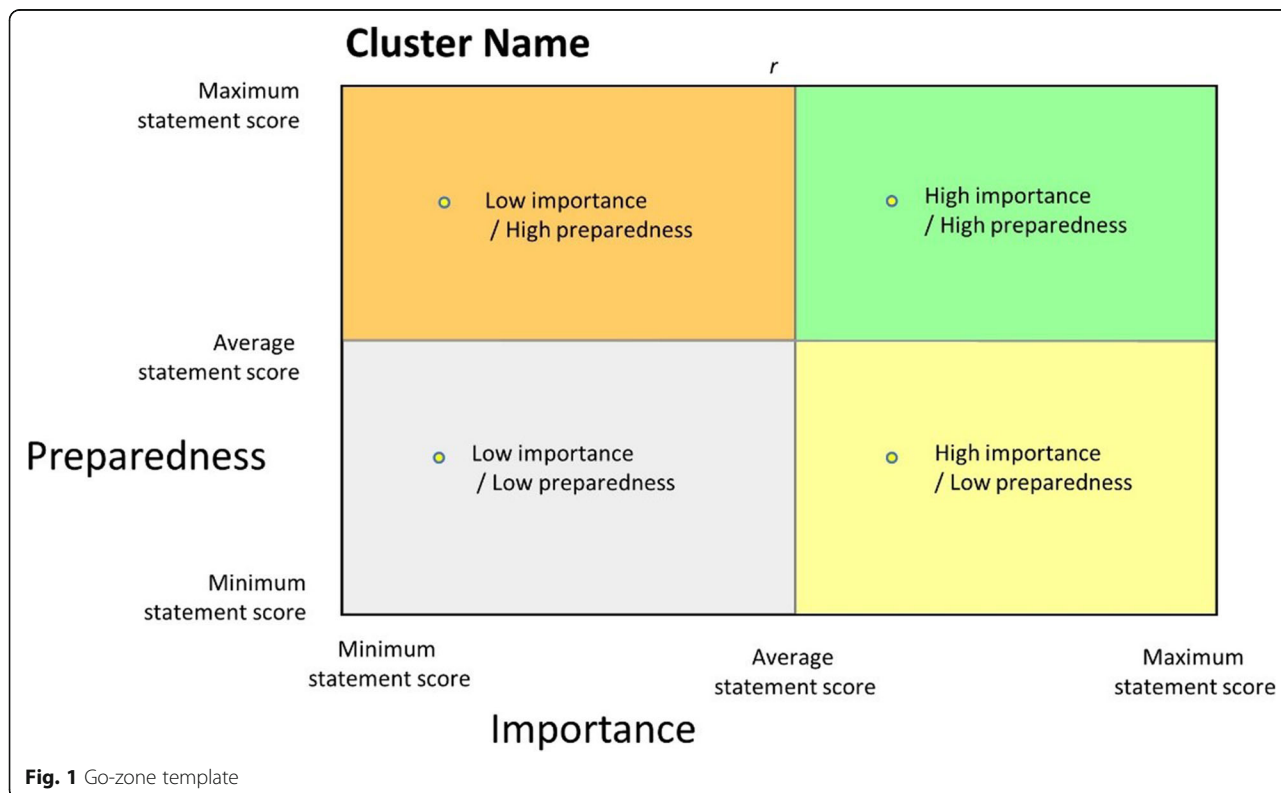 Cluster Name
r
Maximum
statement score
Low importance
/ High preparedness
High importance
/ High preparedness
Average
statement score
Preparedness
Low importance
/ Low preparedness
High importance
/ Low preparedness
Minimum
statement score
Minimum
statement score
Average
statement score
Maximum
statement score
Importance
Fig. 1 Go-zone template